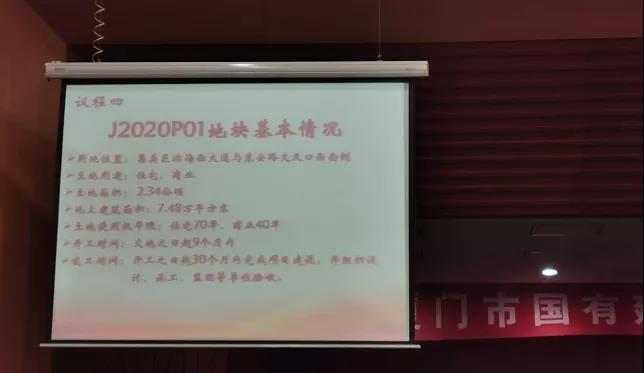 议程四
J2020P01地块基本情况
用地位置：集美区滨海西大道与东安路交叉口西南侧
土地用途：住宅、商业
土地面积：2.34公顷
地上建筑面积：7.48万平方米
土地使用权年限：住宅70年、商业40年
开工时间：交地之日起9个月内
竣工时间：开工之日起30个月内完成项目建设，并组织设
计、施工、监理等单位验收。
厦门市国有